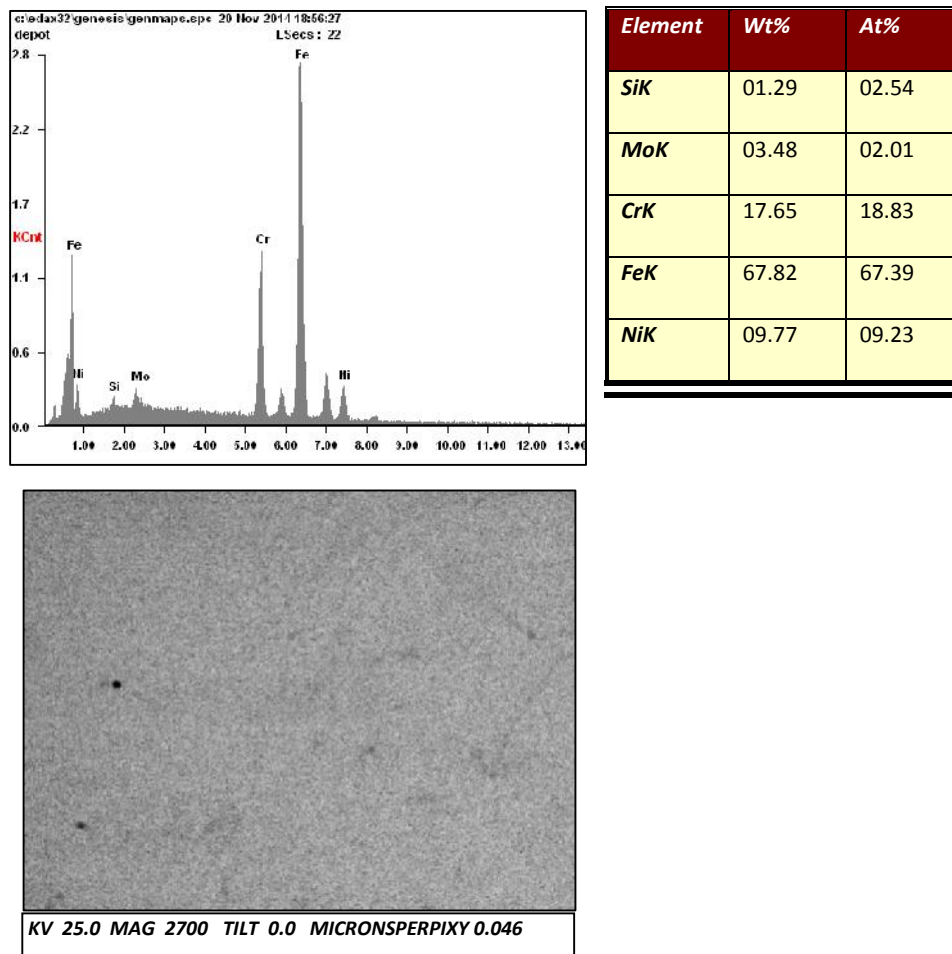 c:\edax32\genesis\genmaps.spc 20 Nov 2014 18:56:27
depot LSecs : 22
Fe
2.8
2.2
1.7
KCnt
Fe
Cr
1.1
0.6
Ni
Si
Mo
Ni
0.0
1.00 2.00 3.00 4.00 5.00 6.00 7.00 8.00 9.00 10.00 11.00 12.00 13.00
Element Wt% At%
SiK 01.29 02.54
MoK 03.48 02.01
CrK 17.65 18.83
FeK 67.82 67.39
NiK 09.77 09.23
KV 25.0 MAG 2700 TILT 0.0 MICRONSPERPIXY 0.046